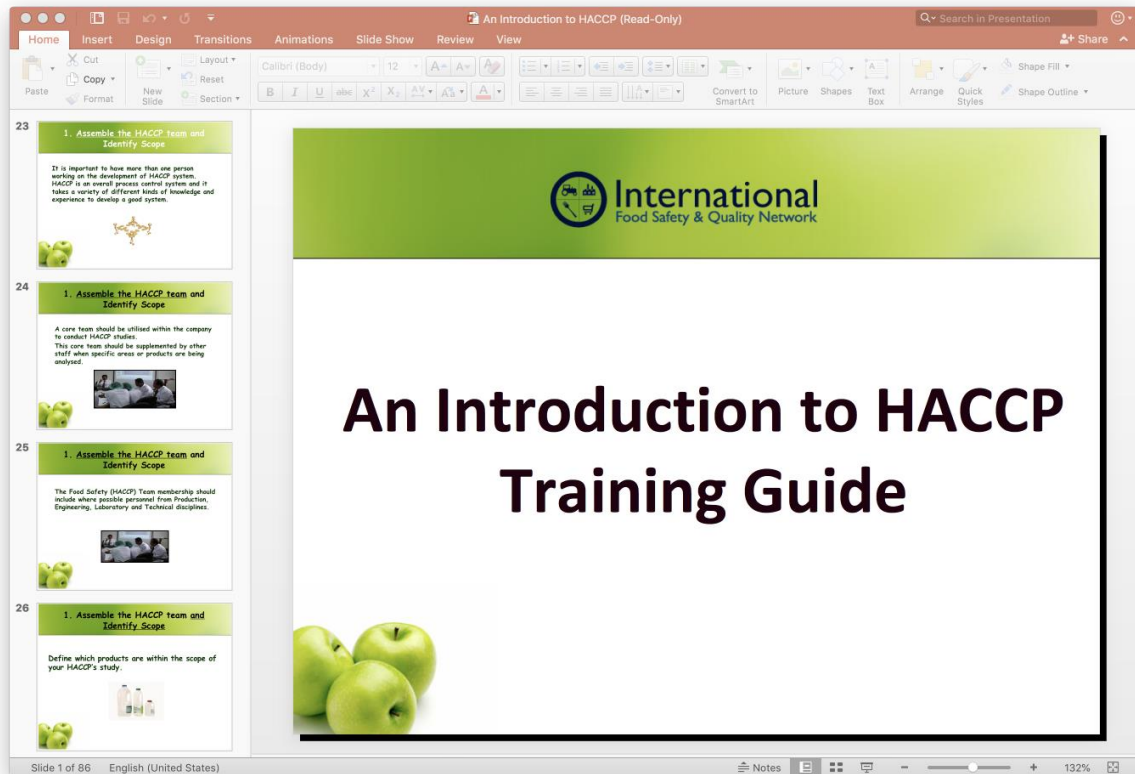 An Introduction to HACCP (Read-Only)
Search in Presentation
Home Insert Design Transitions Animations Slide Show Review View
Share
Paste
Cut
Copy
Format
New
Slide
Layout
Reset
Section
Calibri (Body)
12
Convert to
SmartArt
Picture
Shapes
Text
Box
Arrange
Quick
Styles
Shape Fill
Shape Outline
23
1. Assemble the HACCP team and
Identify Scope
It is important to have more than one person
working on the development of HACCP system.
HACCP is an overall process control system and it
takes a variety of different kinds of knowledge and
experience to develop a good system.
24
1. Assemble the HACCP team and
Identify Scope
A core team should be utilised within the company
to conduct HACCP studies.
This core team should be supplemented by other
staff when specific areas or products are being
analysed.
25
1. Assemble the HACCP team and
Identify Scope
The Food Safety (HACCP) Team membership should
include where possible personnel from Production,
Engineering, Laboratory and Technical disciplines.
26
1. Assemble the HACCP team and
Identify Scope
Define which products are within the scope of
your HACCP's study.
International
Food Safety & Quality Network
An Introduction to HACCP
Training Guide
Slide 1 of 86 English (United States)
Notes
132%